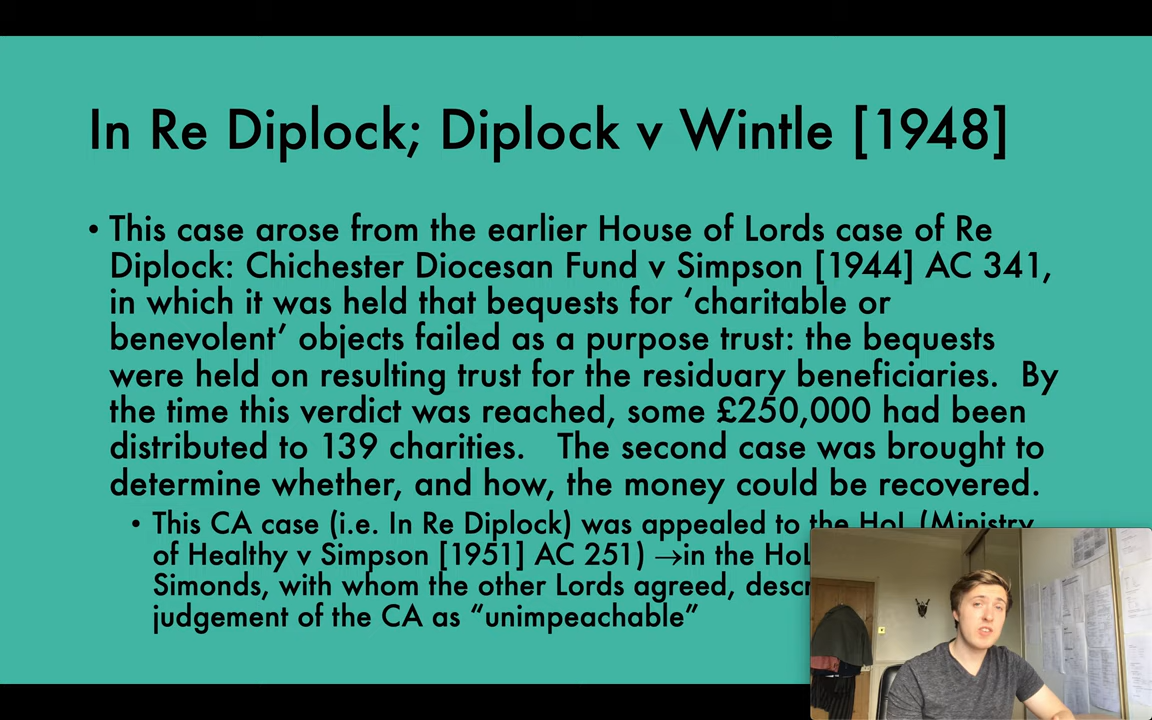 In Re Diplock; Diplock v Wintle [1948]
• This case arose from the earlier House of Lords case of Re
Diplock: Chichester Diocesan Fund v Simpson [1944] AC 341,
in which it was held that bequests for ‘charitable or
benevolent’ objects failed as a purpose trust: the bequests
were held on resulting trust for the residuary beneficiaries.  By
the time this verdict was reached, some £250,000 had been
distributed to 139 charities.   The second case was brought to
determine whether, and how, the money could be recovered.
• This CA case (i.e. In Re Diplock) was appealed to the HoL (Ministry
of Healthy v Simpson [1951] AC 251) →in the HoL
Simonds, with whom the other Lords agreed,
judgement of the CA as “unimpeachable”